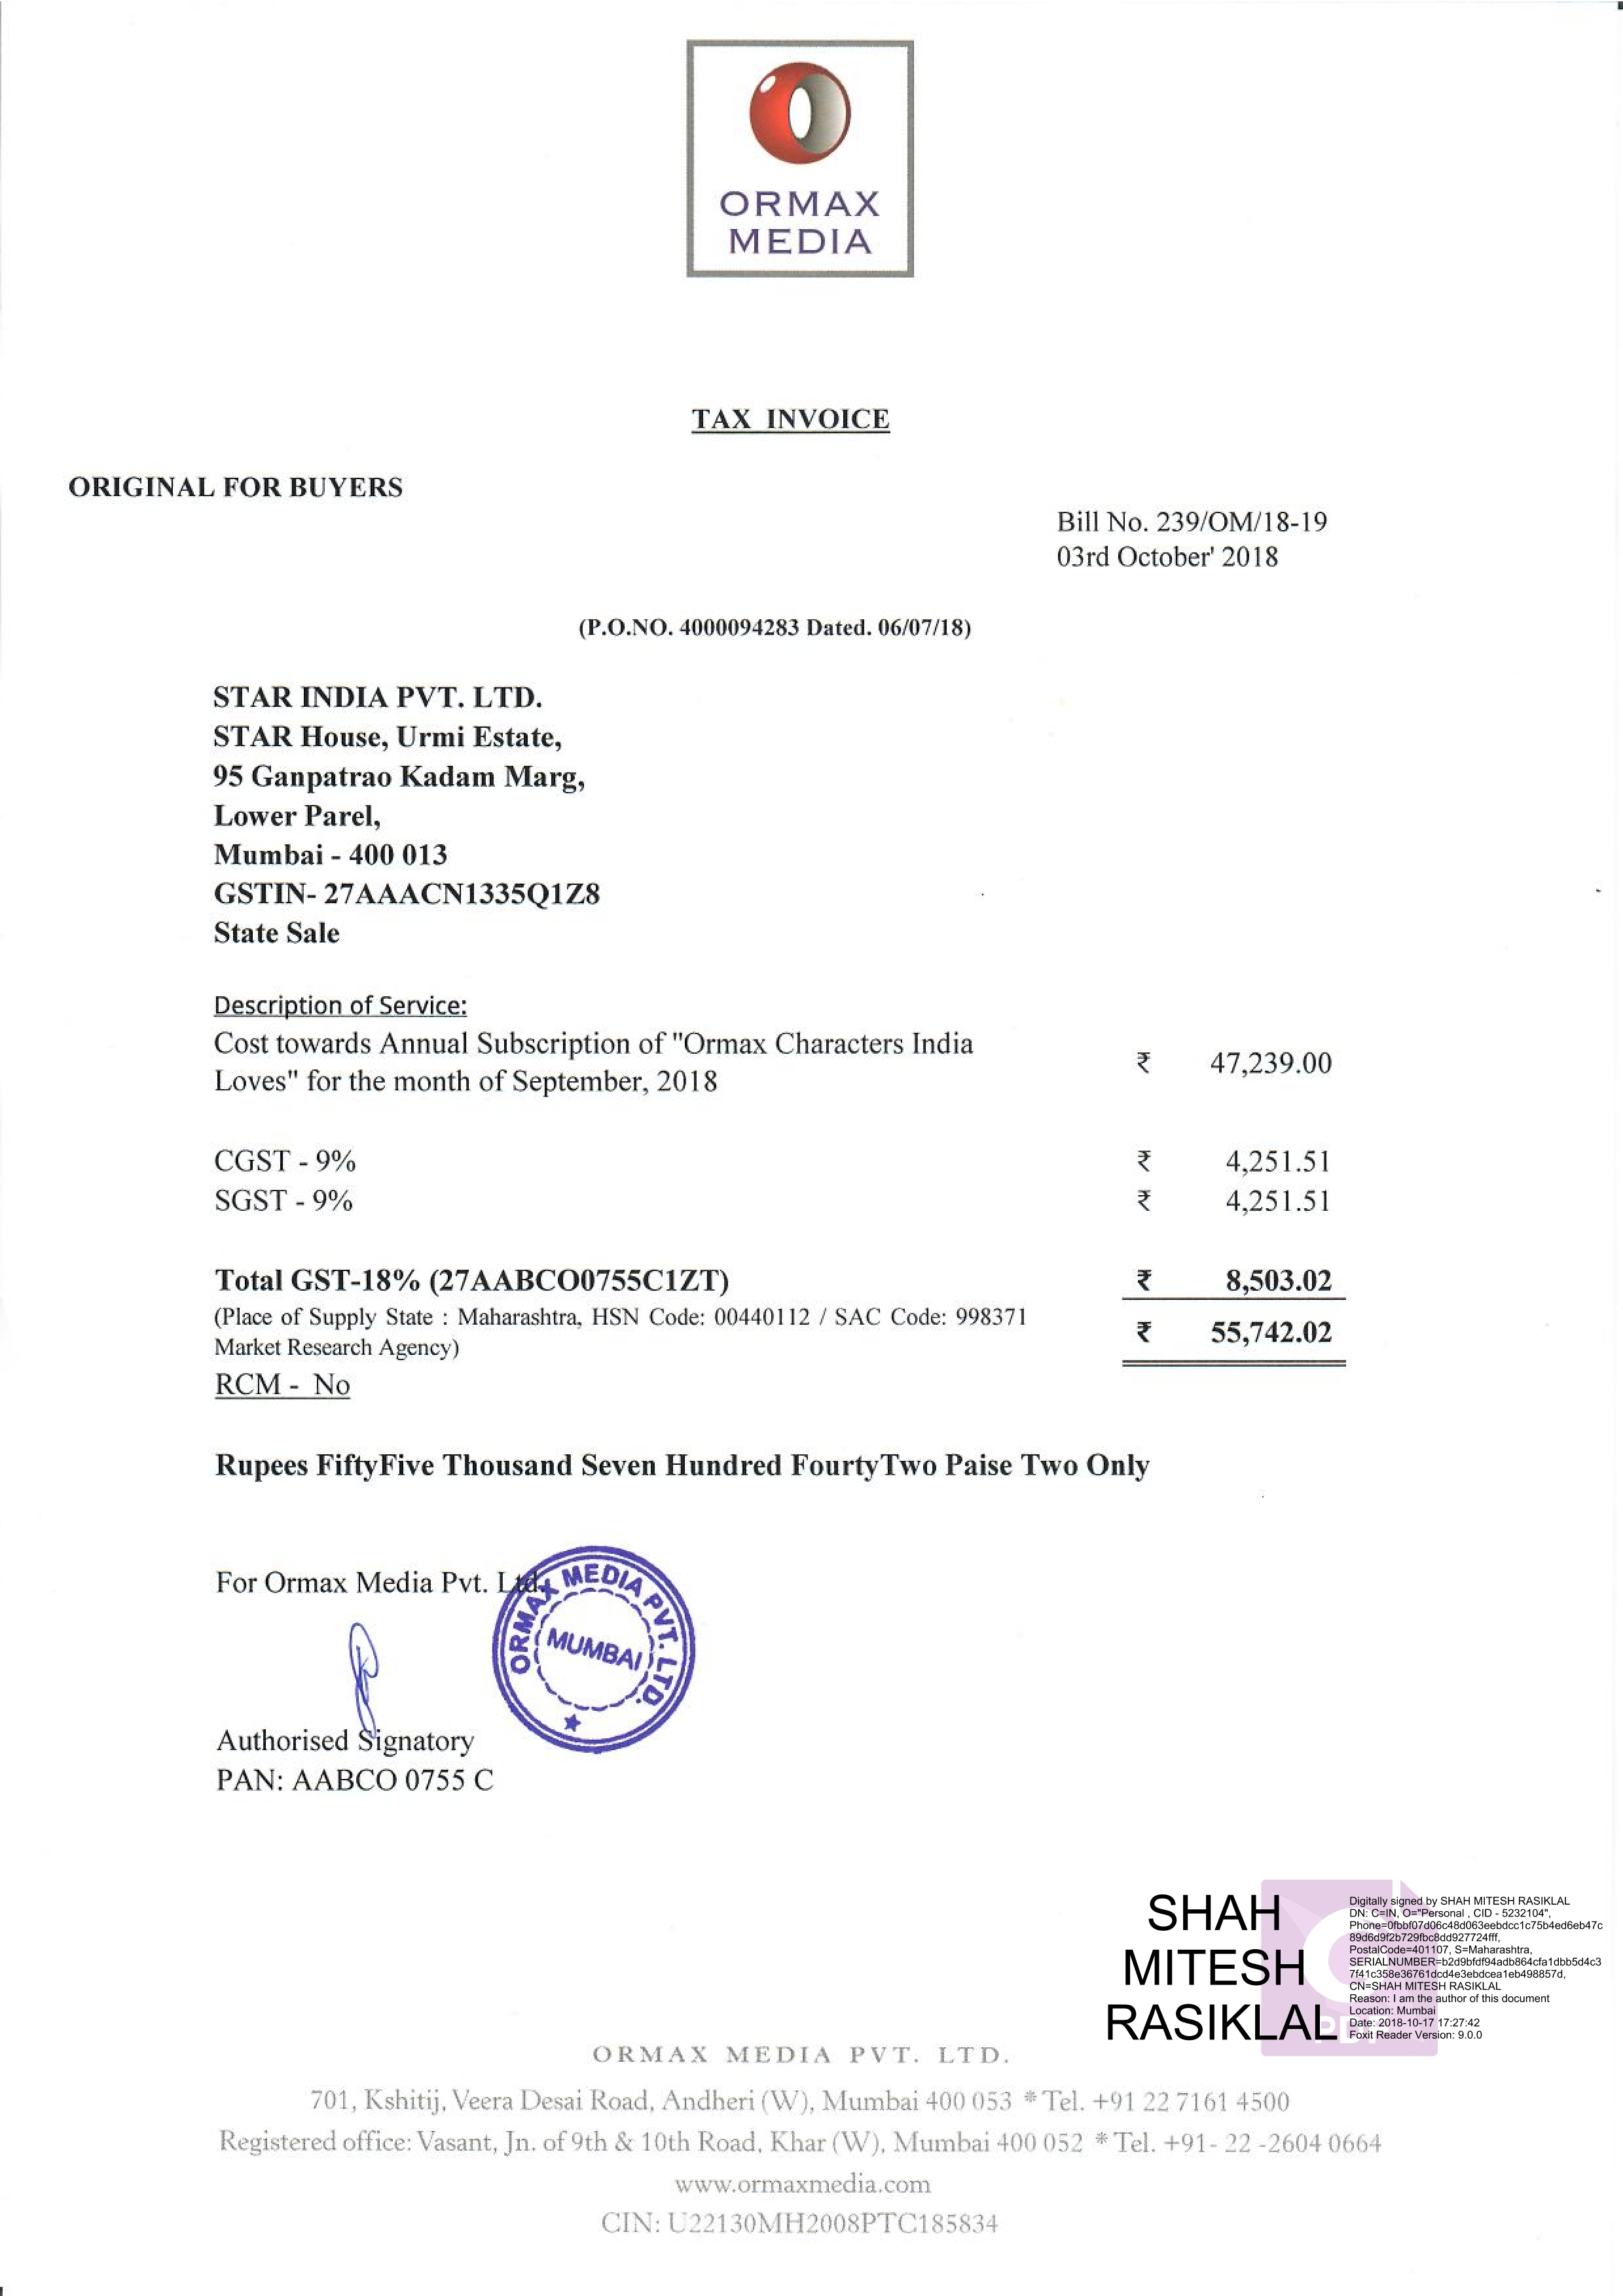 ORMAX
MEDIA
TAX INVOICE
ORIGINAL FOR BUYERS
Bill No. 239/OM/18-19
03rd October' 2018
(P.O.NO. 4000094283 Dated. 06/07/18)
STAR INDIA PVT. LTD.
STAR House, Urmi Estate,
95 Ganpatrao Kadam Marg,
Lower Parel,
Mumbai - 400 013
GSTIN- 27AAACN1335Q1Z8
State Sale
Description of Service:
Cost towards Annual Subscription of "Ormax Characters India
Loves" for the month of September, 2018
₹ 47,239.00
CGST - 9% ₹ 4,251.51
SGST - 9% ₹ 4,251.51
Total GST-18% (27AABCO0755C1ZT) ₹ 8,503.02
(Place of Supply State : Maharashtra, HSN Code: 00440112 / SAC Code: 998371
Market Research Agency)
₹ 55,742.02
RCM - No
Rupees FiftyFive Thousand Seven Hundred FourtyTwo Paise Two Only
For Ormax Media Pvt. Ltd.
ORMAX MEDIA PVT. LTD.
MUMBAI
Authorised Signatory
PAN: AABCO 0755 C
SHAH
MITESH
RASIKLAL
Digitally signed by SHAH MITESH RASIKLAL
DN: C=IN, O="Personal , CID - 5232104",
Phone=0fbbf07d06c48d063eebdcc1c75b4ed6eb47c
89d6d9f2b729fbc8dd927724fff,
PostalCode=401107, S=Maharashtra,
SERIALNUMBER=b2d9bfdf94adb864cfa1dbb5d4c3
7f41c358e36761dcd4e3ebdcea1eb498857d,
CN=SHAH MITESH RASIKLAL
Reason: I am the author of this document
Location: Mumbai
Date: 2018-10-17 17:27:42
Foxit Reader Version: 9.0.0
ORMAX MEDIA PVT. LTD.
701, Kshitij, Veera Desai Road, Andheri (W), Mumbai 400 053 * Tel. +91 22 7161 4500
Registered office: Vasant, Jn. of 9th & 10th Road, Khar (W), Mumbai 400 052 * Tel. +91- 22 -2604 0664
www.ormaxmedia.com
CIN: U22130MH2008PTC185834